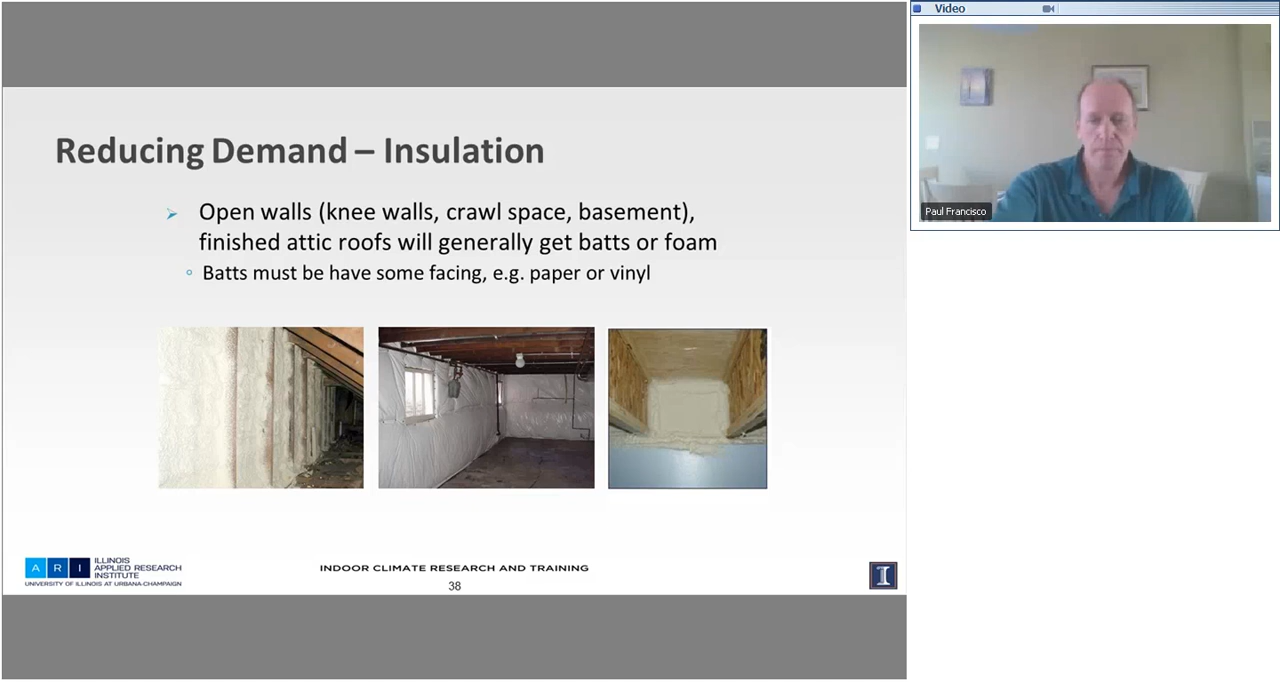 Video
Reducing Demand – Insulation
Open walls (knee walls, crawl space, basement),
finished attic roofs will generally get batts or foam
Batts must be have some facing, e.g. paper or vinyl
Paul Francisco
A R I
ILLINOIS
APPLIED RESEARCH
INSTITUTE
UNIVERSITY OF ILLINOIS AT URBANA-CHAMPAIGN
INDOOR CLIMATE RESEARCH AND TRAINING
38
I